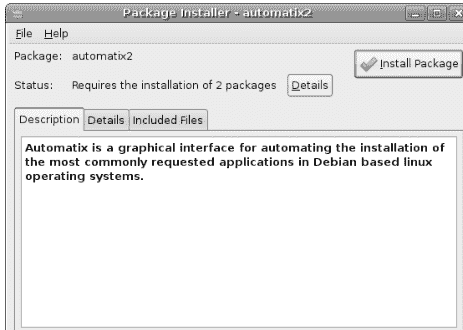 Package Installer - automatix2
File Help
Package: automatix2
Install Package
Status: Requires the installation of 2 packages Details
Description Details Included Files
Automatix is a graphical interface for automating the installation of
the most commonly requested applications in Debian based linux
operating systems.